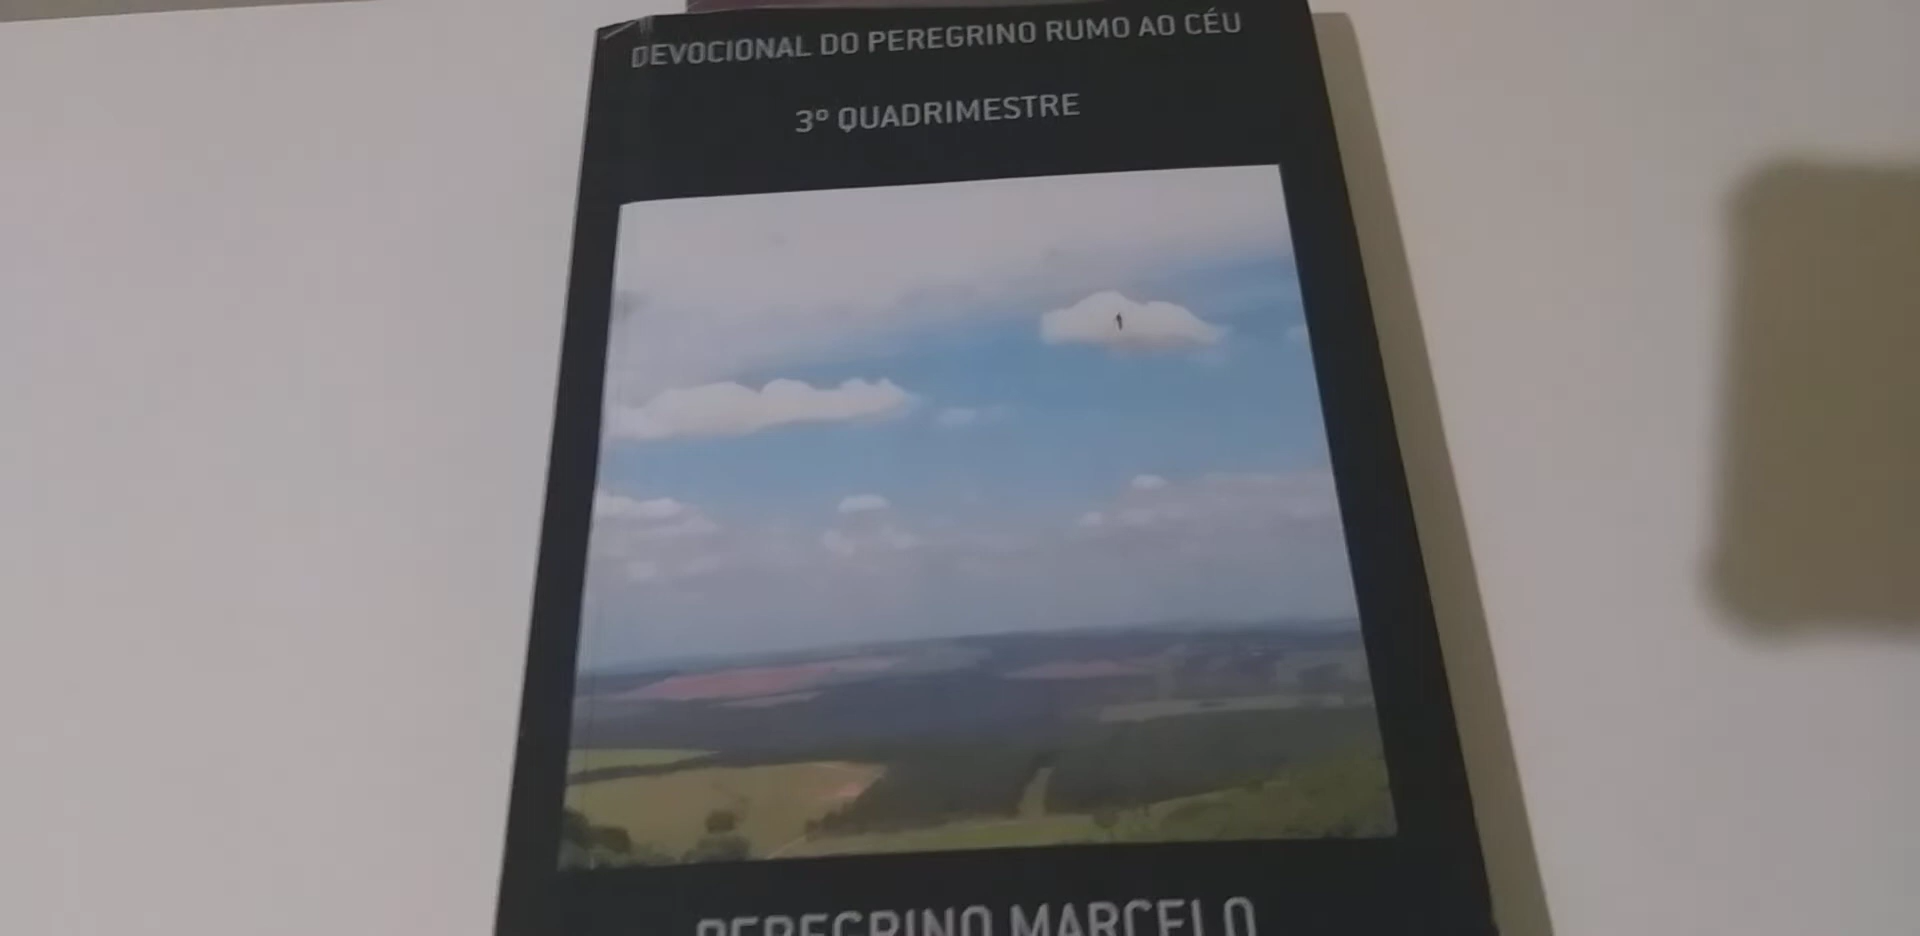 DEVOCIONAL DO PEREGRINO RUMO AO CÉU
3º QUADRIMESTRE
PEREGRINO MARCELO